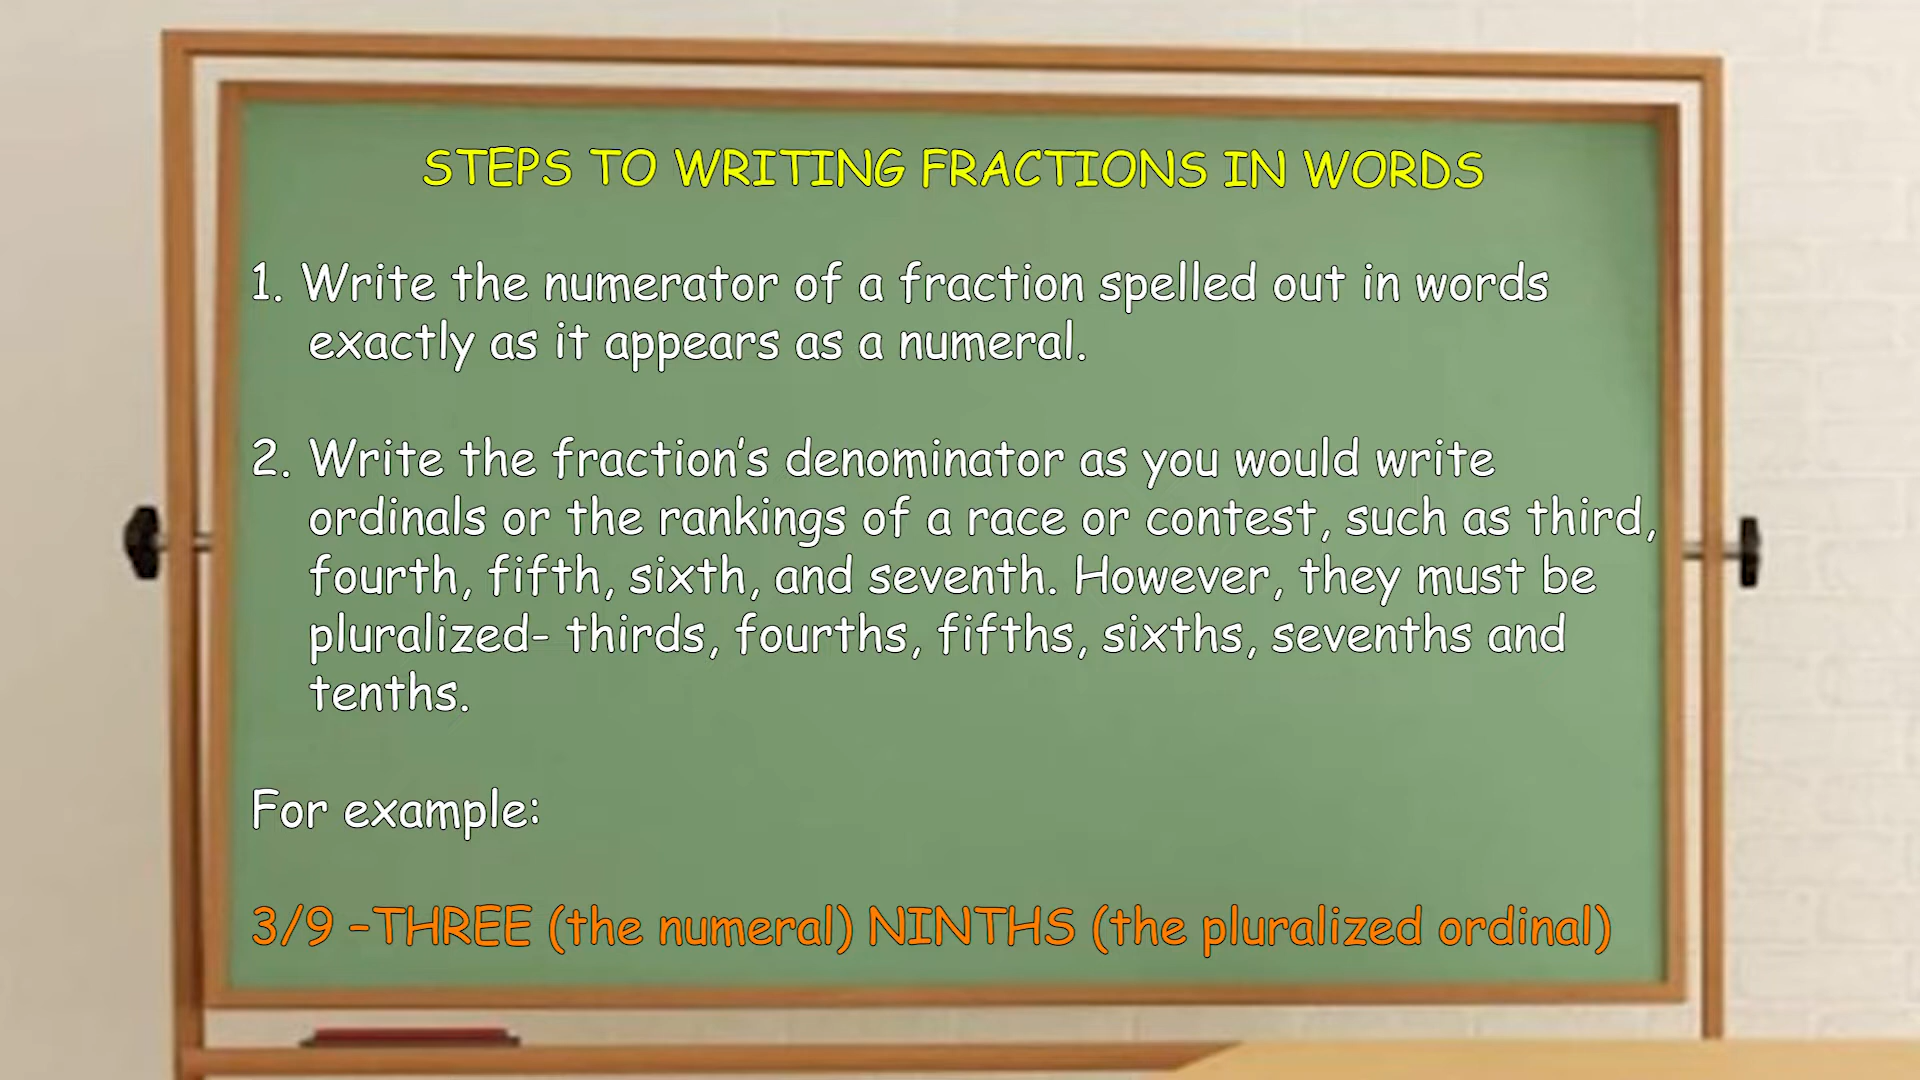 STEPS TO WRITING FRACTIONS IN WORDS
1. Write the numerator of a fraction spelled out in words
exactly as it appears as a numeral.
2. Write the fraction’s denominator as you would write
ordinals or the rankings of a race or contest, such as third,
fourth, fifth, sixth, and seventh. However, they must be
pluralized- thirds, fourths, fifths, sixths, sevenths and
tenths.
For example:
3/9 –THREE (the numeral) NINTHS (the pluralized ordinal)